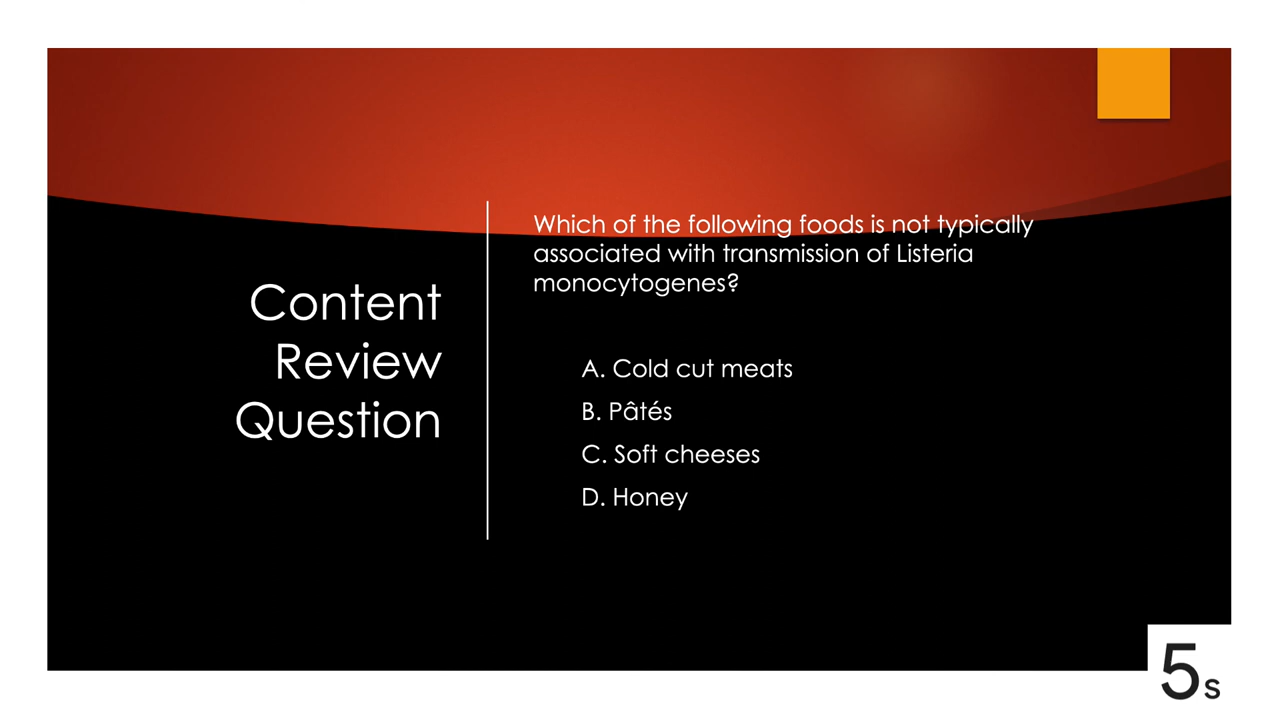 Content
Review
Question
Which of the following foods is not typically
associated with transmission of Listeria
monocytogenes?
A. Cold cut meats
B. Pâtés
C. Soft cheeses
D. Honey
5s